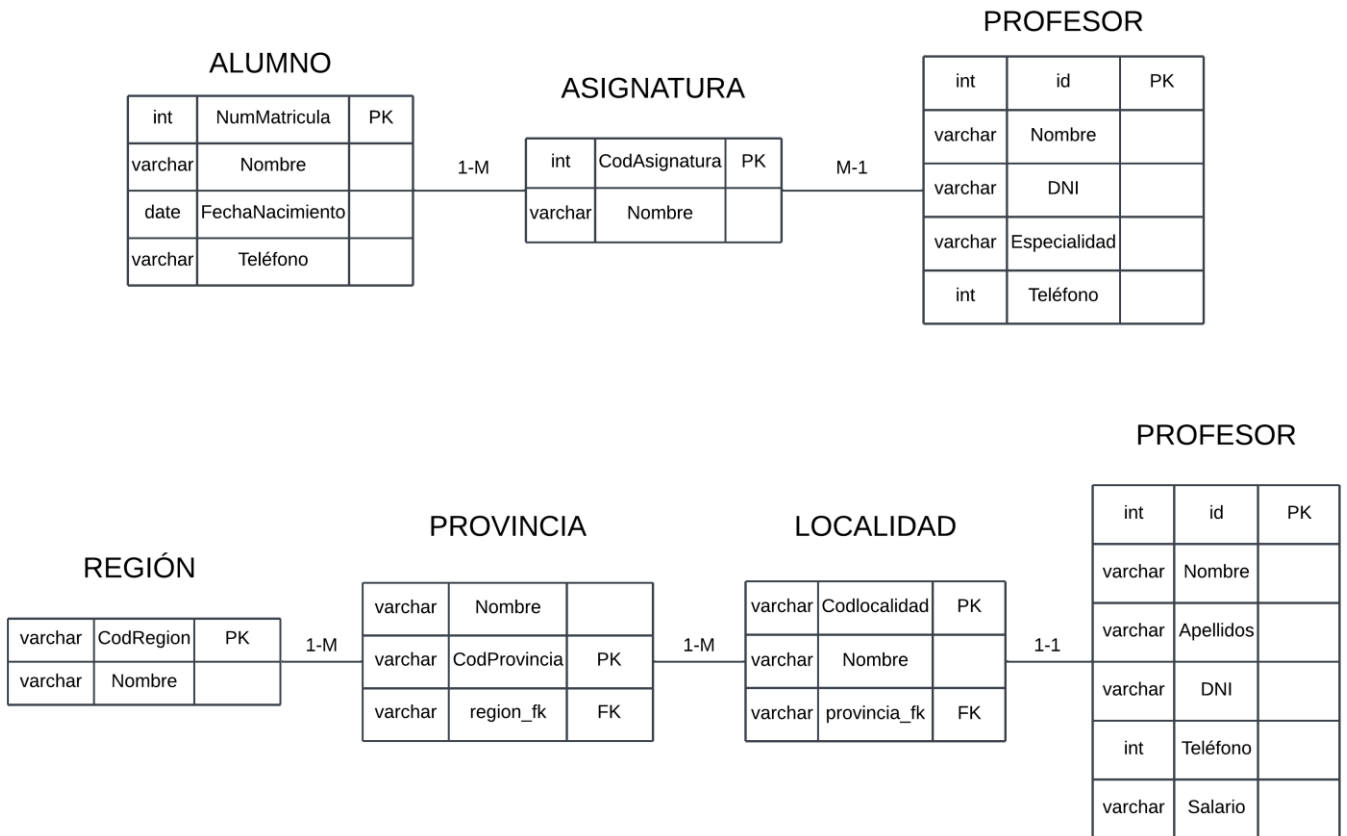 PROFESOR
ALUMNO
ASIGNATURA
int NumMatricula PK
varchar Nombre
date FechaNacimiento
varchar Teléfono
1-M
int CodAsignatura PK
varchar Nombre
M-1
int id PK
varchar Nombre
varchar DNI
varchar Especialidad
int Teléfono
PROFESOR
PROVINCIA
LOCALIDAD
REGIÓN
varchar CodRegion PK
varchar Nombre
1-M
varchar Nombre
varchar CodProvincia PK
varchar region_fk FK
1-M
varchar Codlocalidad PK
varchar Nombre
varchar provincia_fk FK
1-1
int id PK
varchar Nombre
varchar Apellidos
varchar DNI
int Teléfono
varchar Salario